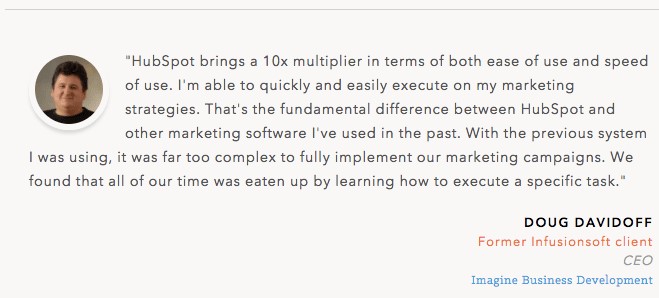 "HubSpot brings a 10x multiplier in terms of both ease of use and speed
of use. I'm able to quickly and easily execute on my marketing
strategies. That's the fundamental difference between HubSpot and
other marketing software I've used in the past. With the previous system
I was using, it was far too complex to fully implement our marketing campaigns. We
found that all of our time was eaten up by learning how to execute a specific task."
DOUG DAVIDOFF
Former Infusionsoft client
CEO
Imagine Business Development